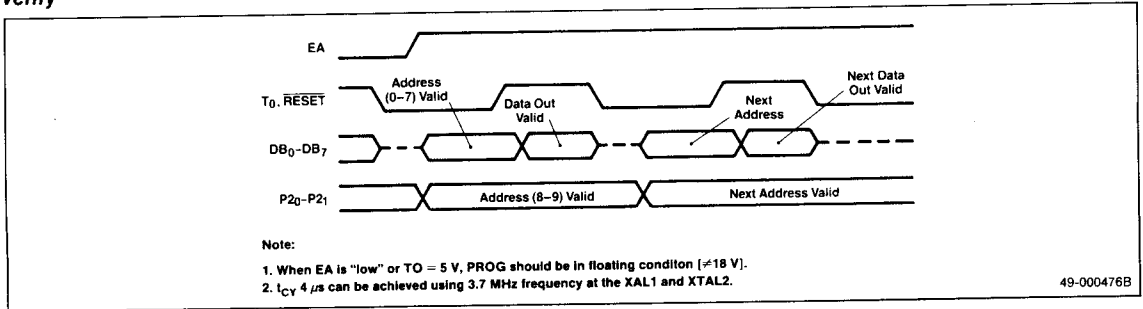 Verify
EA
T0, RESET
Address
(0–7) Valid
Data Out
Valid
Next
Address
Next Data
Out Valid
DB0-DB7
P20-P21
Address (8–9) Valid
Next Address Valid
Note:
1. When EA is "low" or TO = 5 V, PROG should be in floating conditon [≠18 V].
2. tCY 4 µs can be achieved using 3.7 MHz frequency at the XAL1 and XTAL2.
49-000476B